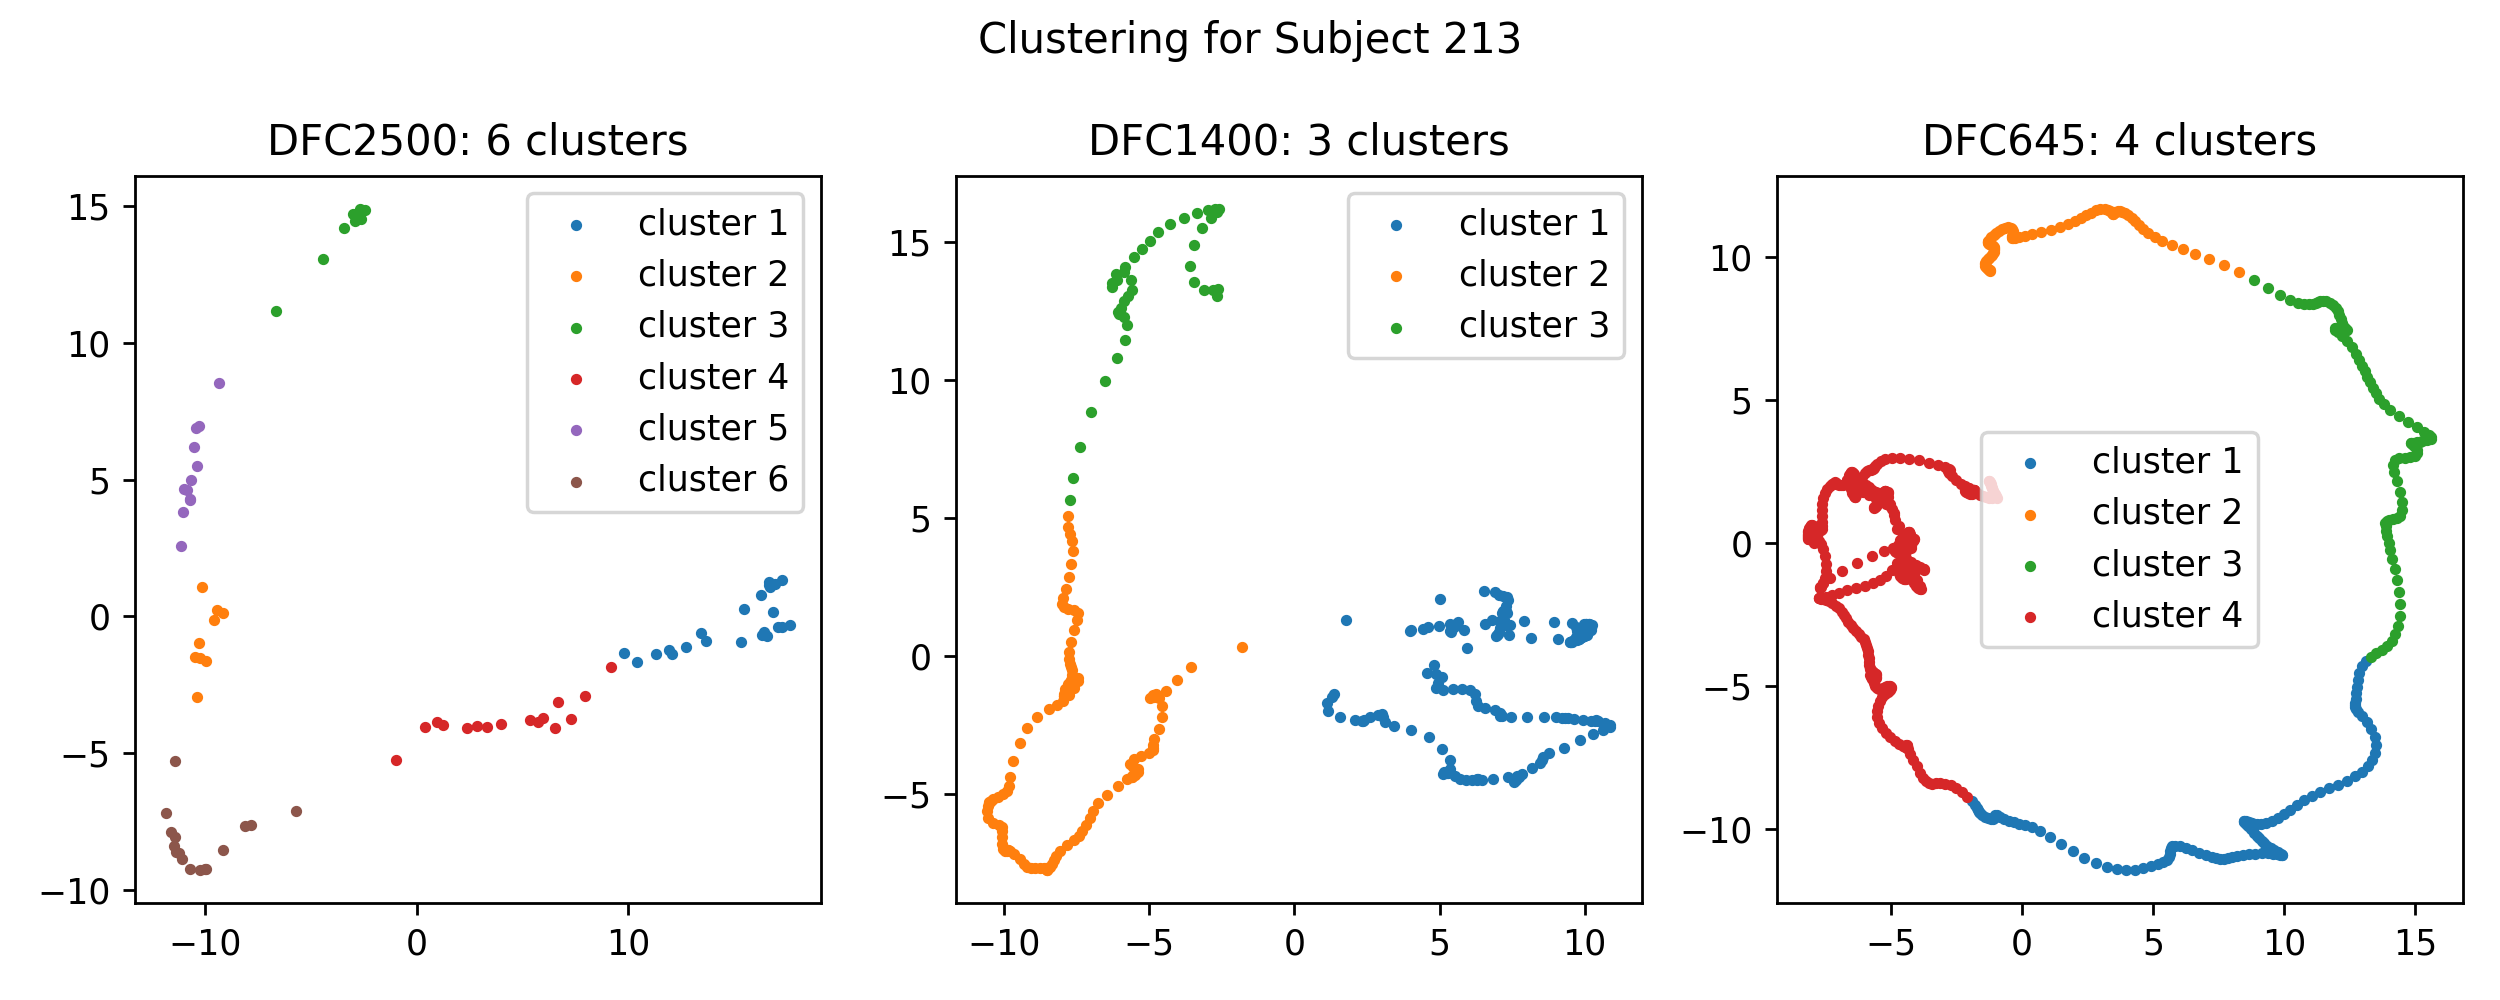 Clustering for Subject 213
DFC2500: 6 clusters
15
10
5
0
−5
−10
−10
0
10
cluster 1
cluster 2
cluster 3
cluster 4
cluster 5
cluster 6
DFC1400: 3 clusters
15
10
5
0
−5
−10
−5
0
5
10
cluster 1
cluster 2
cluster 3
DFC645: 4 clusters
10
5
0
−5
−10
−5
0
5
10
15
cluster 1
cluster 2
cluster 3
cluster 4